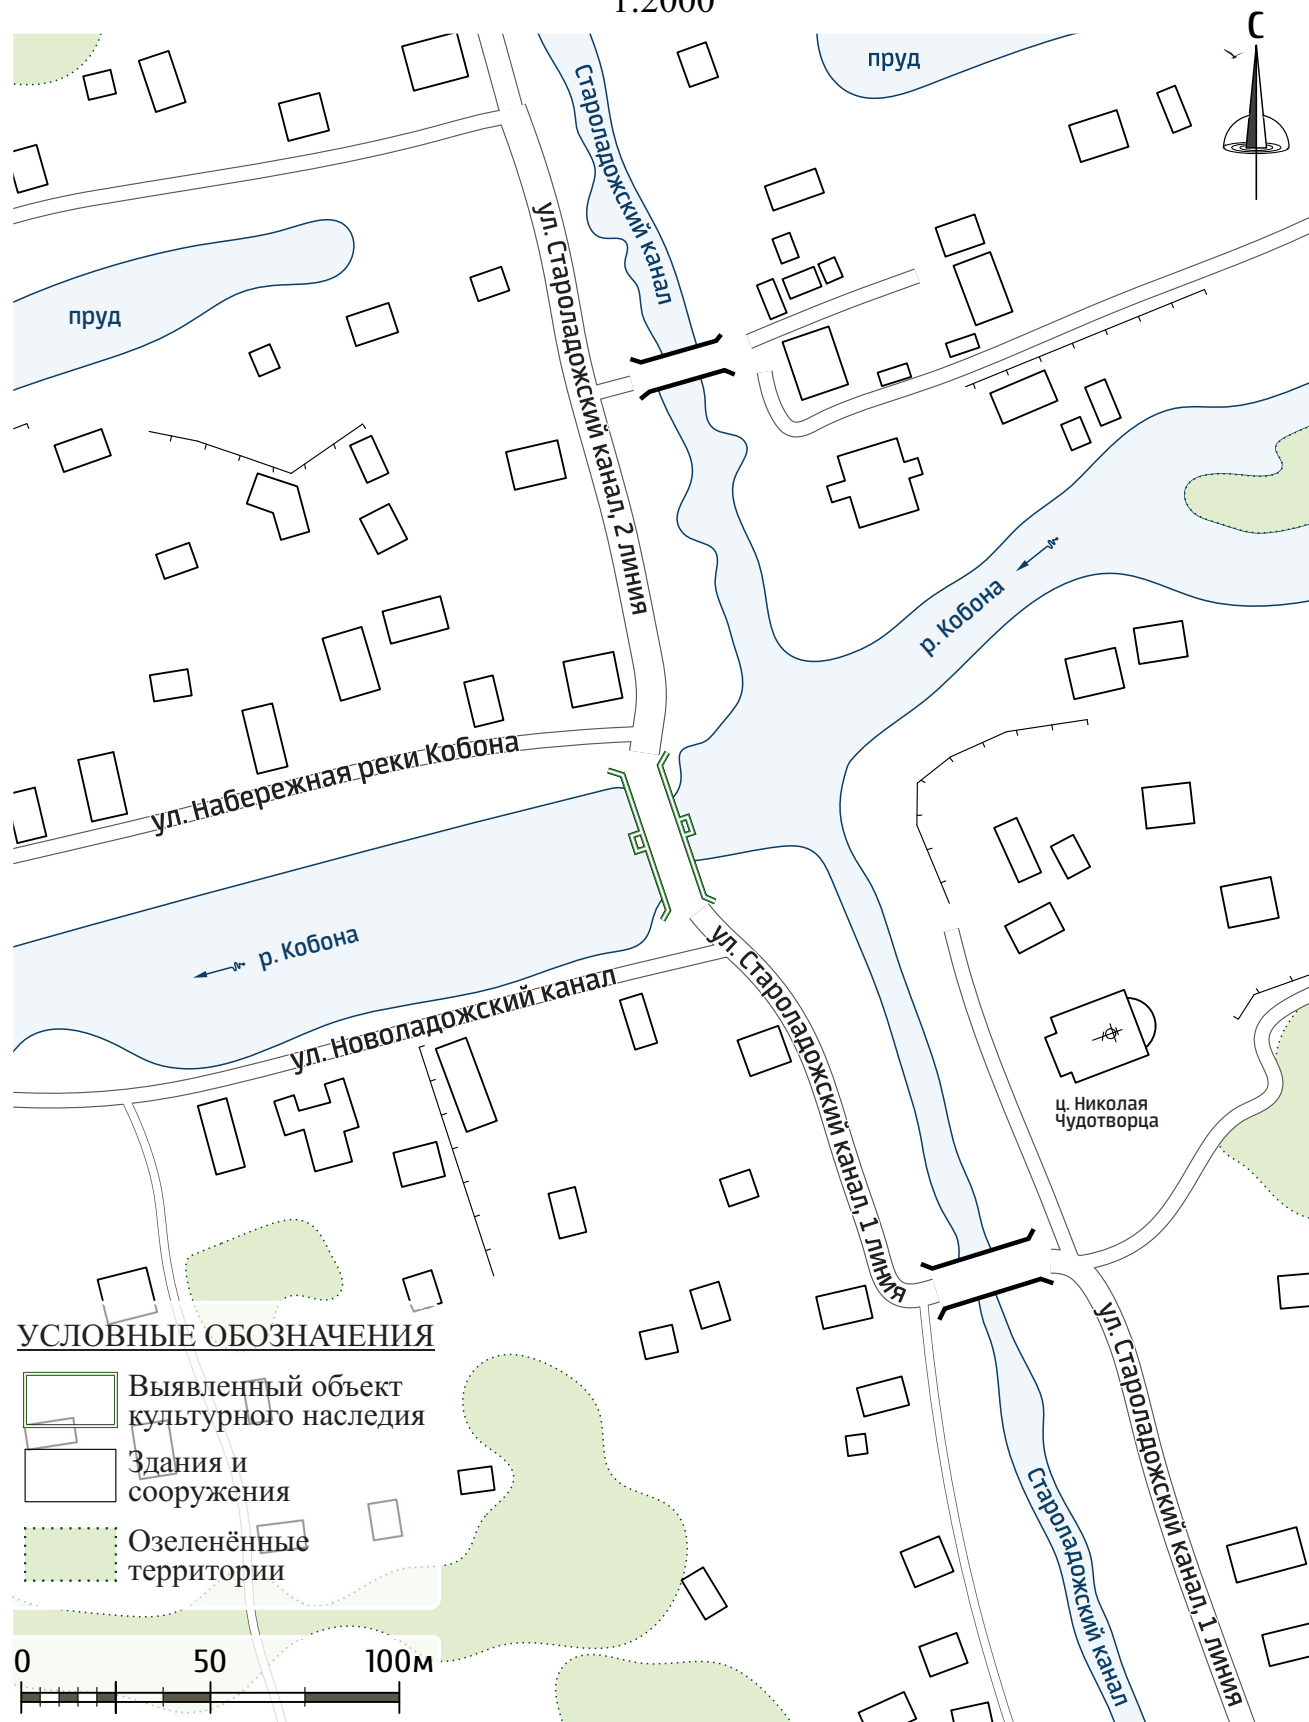 1:2000
С
пруд
Староладожский канал
ул. Староладожский канал, 2 линия
пруд
р. Кобона
ул. Набережная реки Кобона
р. Кобона
ул. Новоладожский канал
ул. Староладожский канал, 1 линия
ц. Николая
Чудотворца
ул. Староладожский канал, 1 линия
Староладожский канал
УСЛОВНЫЕ ОБОЗНАЧЕНИЯ
Выявленный объект
культурного наследия
Здания и
сооружения
Озеленённые
территории
0 50 100м